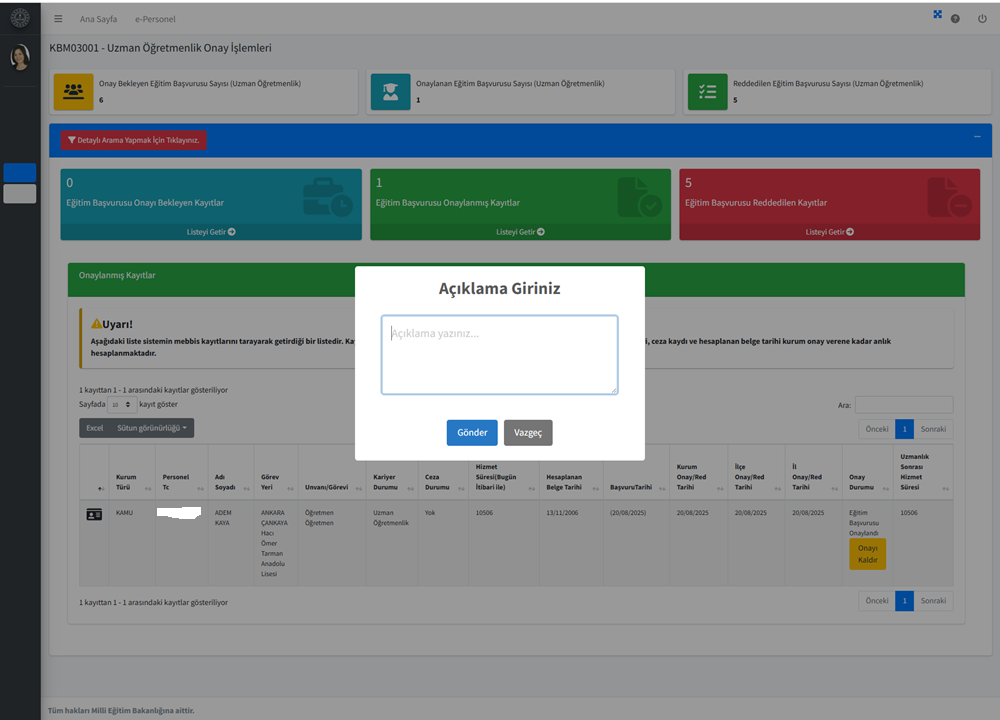 Ana Sayfa
e-Personel
KBM03001 - Uzman Öğretmenlik Onay İşlemleri
Onay Bekleyen Eğitim Başvurusu Sayısı (Uzman Öğretmenlik)
6
Onaylanan Eğitim Başvurusu Sayısı (Uzman Öğretmenlik)
1
Reddedilen Eğitim Başvurusu Sayısı (Uzman Öğretmenlik)
5
Detaylı Arama Yapmak İçin Tıklayınız.
0
Eğitim Başvurusu Onayı Bekleyen Kayıtlar
Listeyi Getir
1
Eğitim Başvurusu Onaylanmış Kayıtlar
Listeyi Getir
5
Eğitim Başvurusu Reddedilen Kayıtlar
Listeyi Getir
Onaylanmış Kayıtlar
Açıklama Giriniz
Açıklama yazınız...
Gönder
Vazgeç
Uyarı!
Aşağıdaki liste sistemin mebbis kayıtlarını tarayarak getirdiği bir listedir. ceza kaydı ve hesaplanan belge tarihi kurum onay verene kadar anlık
hesaplanmaktadır.
1 kayıttan 1 - 1 arasındaki kayıtlar gösteriliyor
Sayfada 10 kayıt göster
Ara:
Excel
Sütun görünürlüğü
Önceki 1 Sonraki
Kurum
Türü
Personel
Tc
Adı
Soyadı
Görev
Yeri
Unvanı/Görevi
Kariyer
Durumu
Ceza
Durumu
Hizmet
Süresi(Bugün
İtibari ile)
Hesaplanan
Belge Tarihi
BaşvuruTarihi
Kurum
Onay/Red
Tarihi
İlçe
Onay/Red
Tarihi
İl
Onay/Red
Tarihi
Onay
Durumu
Uzmanlık
Sonrası
Hizmet
Süresi
KAMU
ADEM
KAYA
ANKARA
ÇANKAYA
Hacı
Ömer
Tarman
Anadolu
Lisesi
Öğretmen
Öğretmen
Uzman
Öğretmenlik
Yok
10506
13/11/2006
(20/08/2025)
20/08/2025
20/08/2025
20/08/2025
Eğitim
Başvurusu
Onaylandı
Onayı
Kaldır
10506
1 kayıttan 1 - 1 arasındaki kayıtlar gösteriliyor
Önceki 1 Sonraki
Tüm hakları Milli Eğitim Bakanlığına aittir.